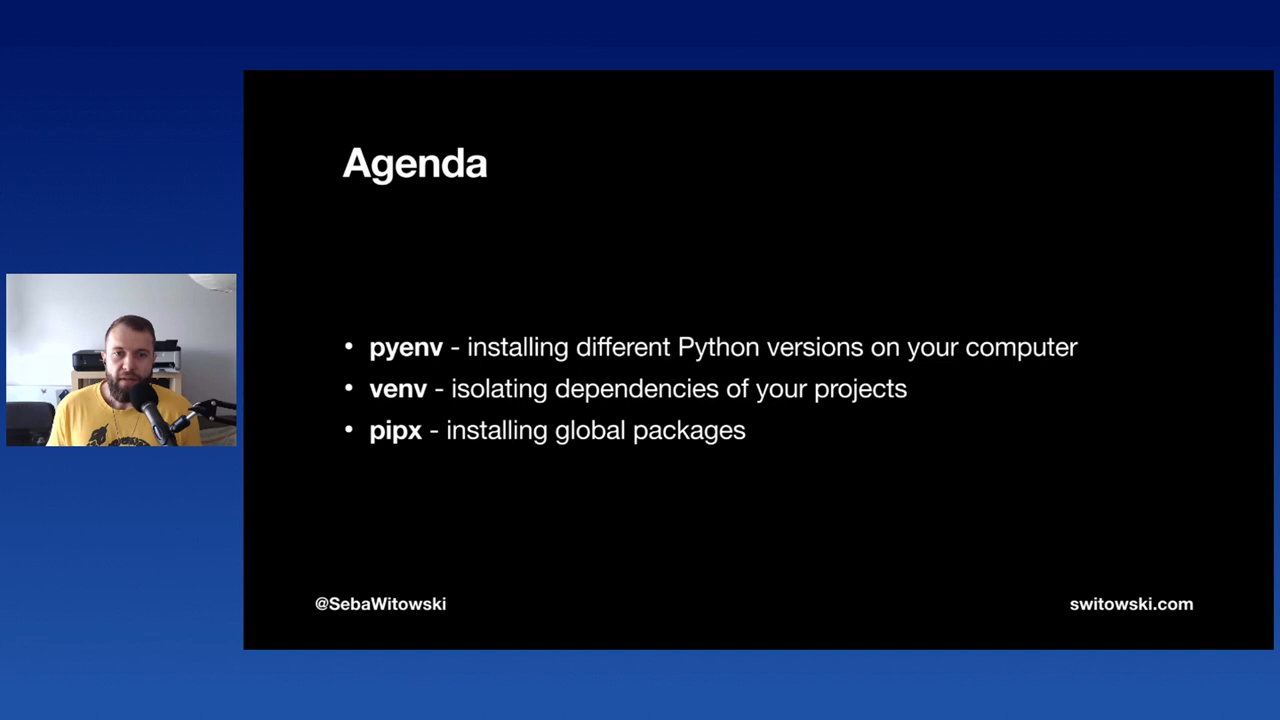 Agenda
• pyenv - installing different Python versions on your computer
• venv - isolating dependencies of your projects
• pipx - installing global packages
@SebaWitowski
switowski.com